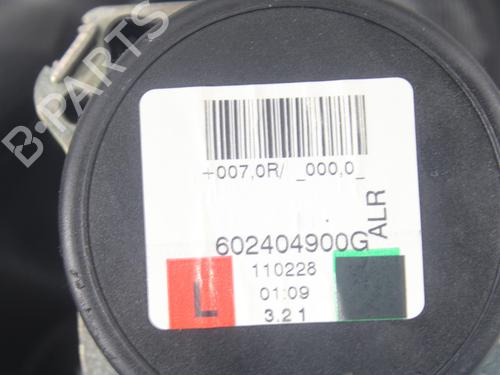 B-PARTS
+007,0R/ _000,0_
602404900G
ALR
L
110228
01:09
3.2 1